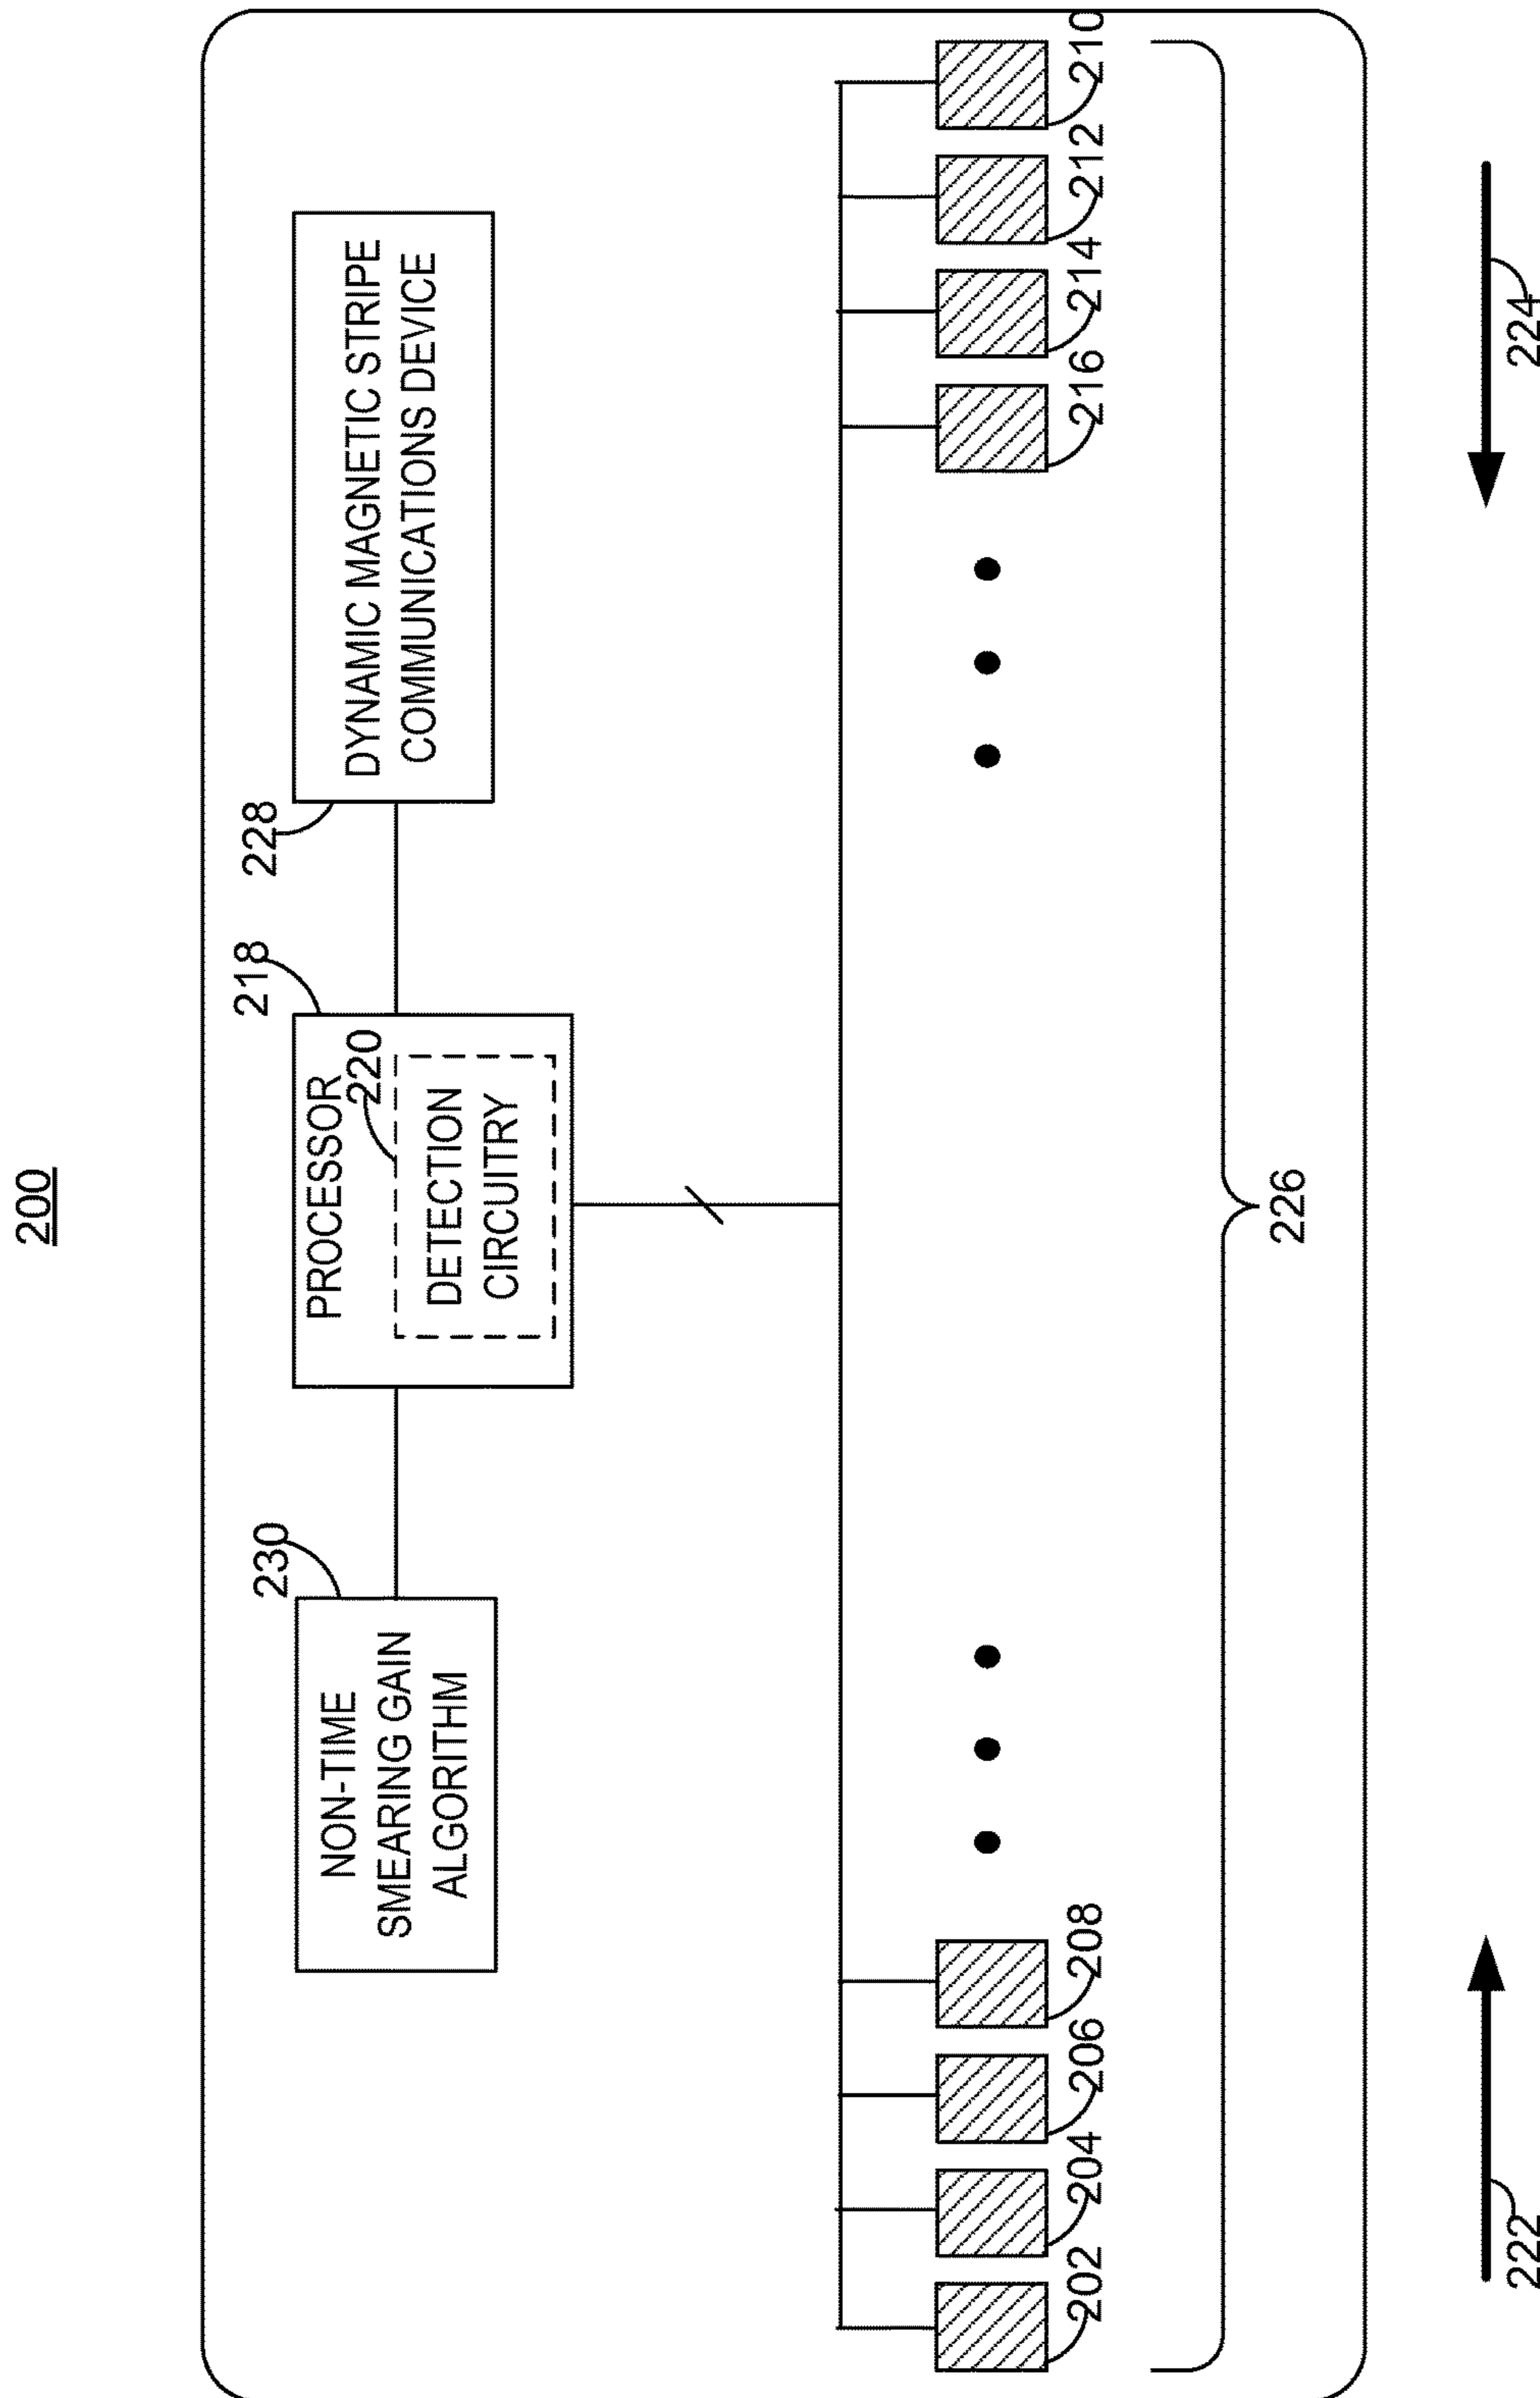 200
230
218
228
NON-TIME
SMEARING GAIN
ALGORITHM
PROCESSOR
220
DETECTION
CIRCUITRY
DYNAMIC MAGNETIC STRIPE
COMMUNICATIONS DEVICE
202
204
206
208
216
214
212
210
226
222
224